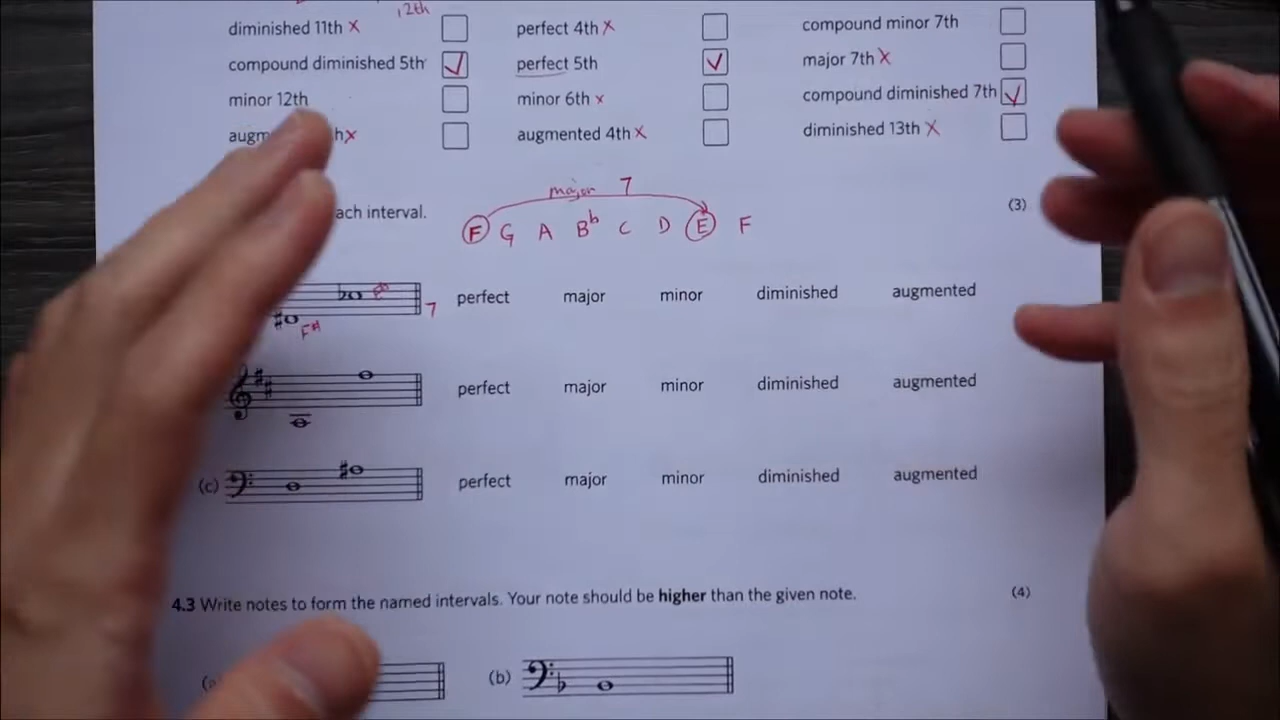 12th
diminished 11th x perfect 4th x compound minor 7th
compound diminished 5th ✓ perfect 5th ✓ major 7th x
minor 12th minor 6th x compound diminished 7th ✓
augm h x augmented 4th x diminished 13th x
major 7
ach interval. (3)
F G A B♭ C D E F
F# 7 perfect major minor diminished augmented
perfect major minor diminished augmented
(c) perfect major minor diminished augmented
4.3 Write notes to form the named intervals. Your note should be higher than the given note. (4)
(b)